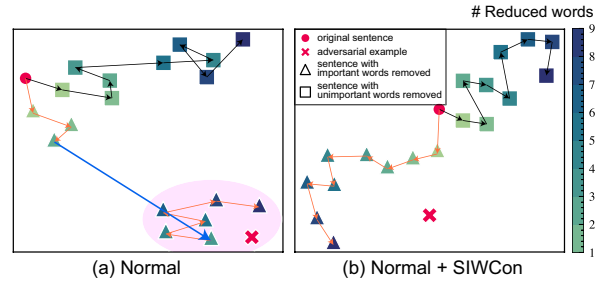 # Reduced words
original sentence
adversarial example
sentence with
important words removed
sentence with
unimportant words removed
9
8
7
6
5
4
3
2
1
(a) Normal
(b) Normal + SIWCon